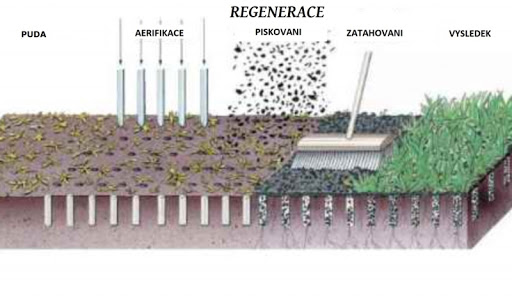 REGENERACE
PUDA
AERIFIKACE
PISKOVANI
ZATAHOVANI
VYSLEDEK